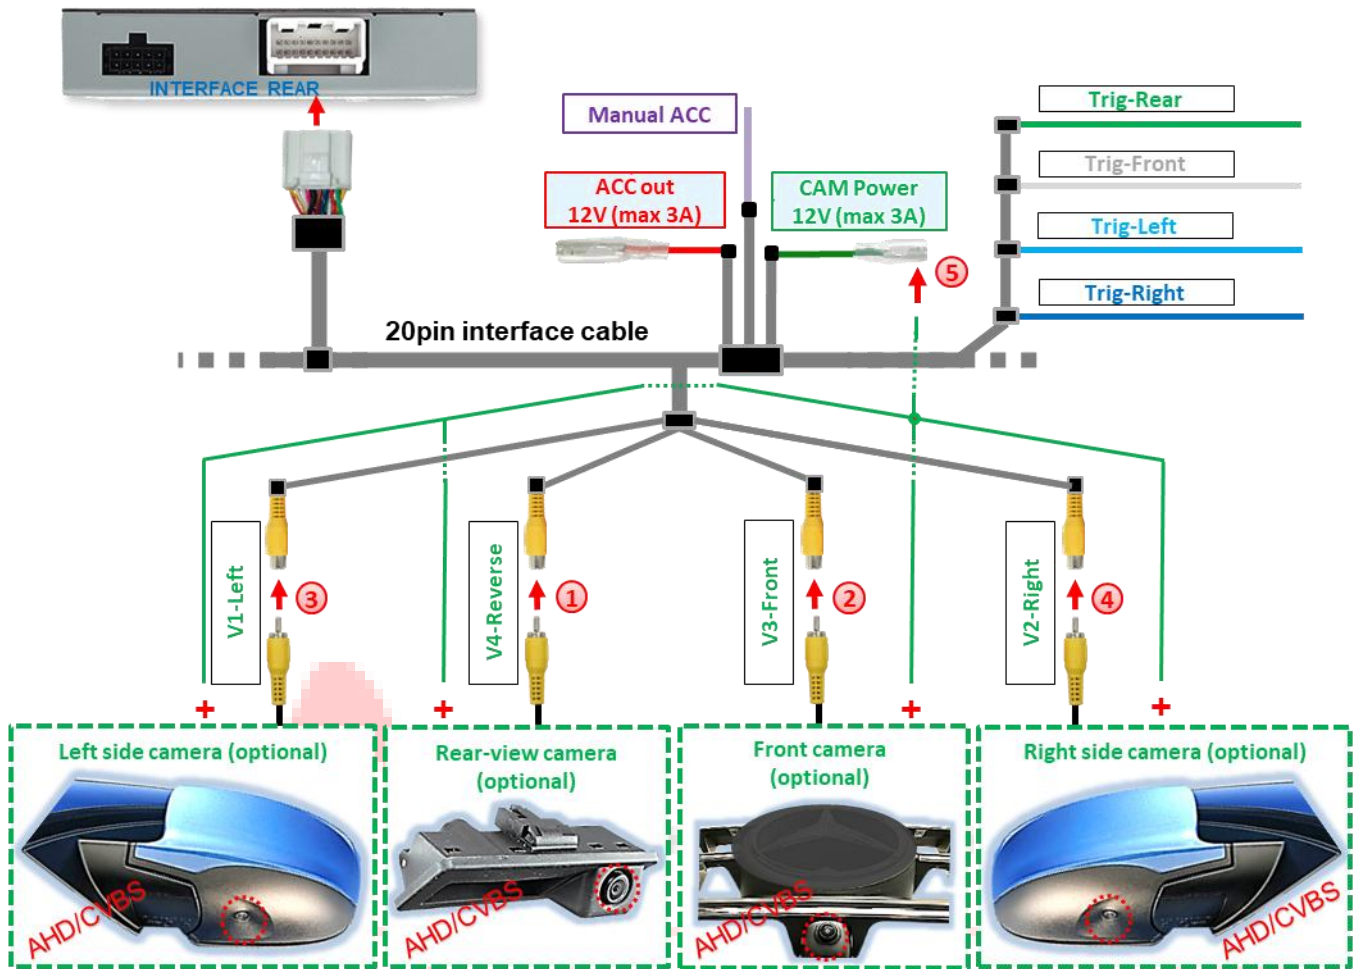 INTERFACE REAR
Manual ACC
ACC out
12V (max 3A)
CAM Power
12V (max 3A)
Trig-Rear
Trig-Front
Trig-Left
Trig-Right
5
20pin interface cable
V1-Left
3
V4-Reverse
1
V3-Front
2
V2-Right
4
+
+
+
+
Left side camera (optional)
AHD/CVBS
Rear-view camera
(optional)
AHD/CVBS
Front camera
(optional)
AHD/CVBS
Right side camera (optional)
AHD/CVBS